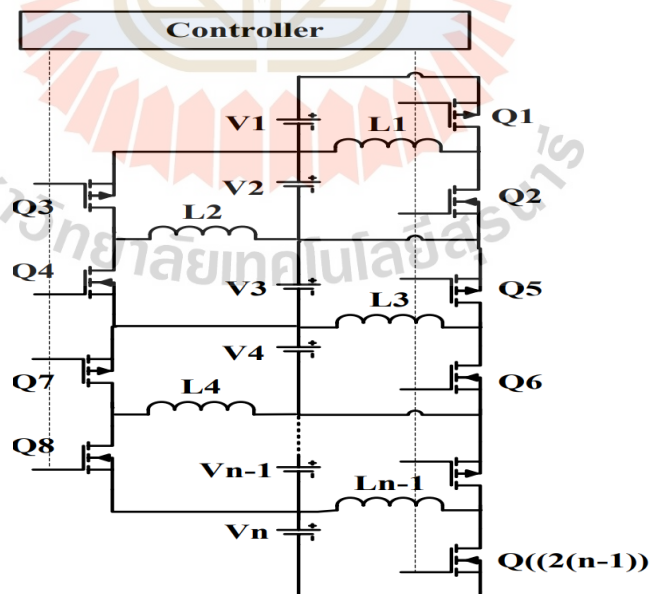 Controller
V1
L1
Q1
V2
Q2
Q3
L2
Q4
V3
Q5
L3
V4
Q7
L4
Q6
Q8
Vn-1
Ln-1
Vn
Q((2(n-1))